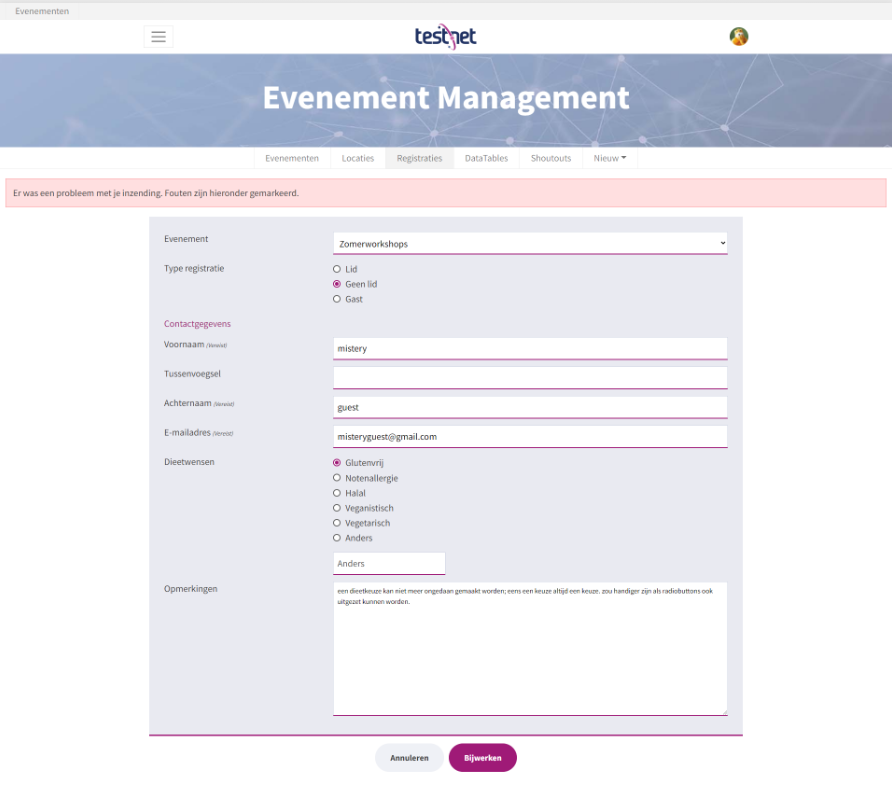 Evenementen
testnet
Evenement Management
Evenementen Locaties Registraties DataTables Shoutouts Nieuw
Er was een probleem met je inzending. Fouten zijn hieronder gemarkeerd.
Evenement Zomerworkshops
Type registratie Lid
Geen lid
Gast
Contactgegevens
Voornaam (Vereist) mistery
Tussenvoegsel
Achternaam (Vereist) guest
E-mailadres (Vereist) misteryguest@gmail.com
Dieetwensen Glutenvrij
Notenallergie
Halal
Veganistisch
Vegetarisch
Anders
Anders
Opmerkingen een dieetkeuze kan niet meer ongedaan gemaakt worden; eens een keuze altijd een keuze. zou handiger zijn als radiobuttons ook
uitgezet kunnen worden.
Annuleren Bijwerken